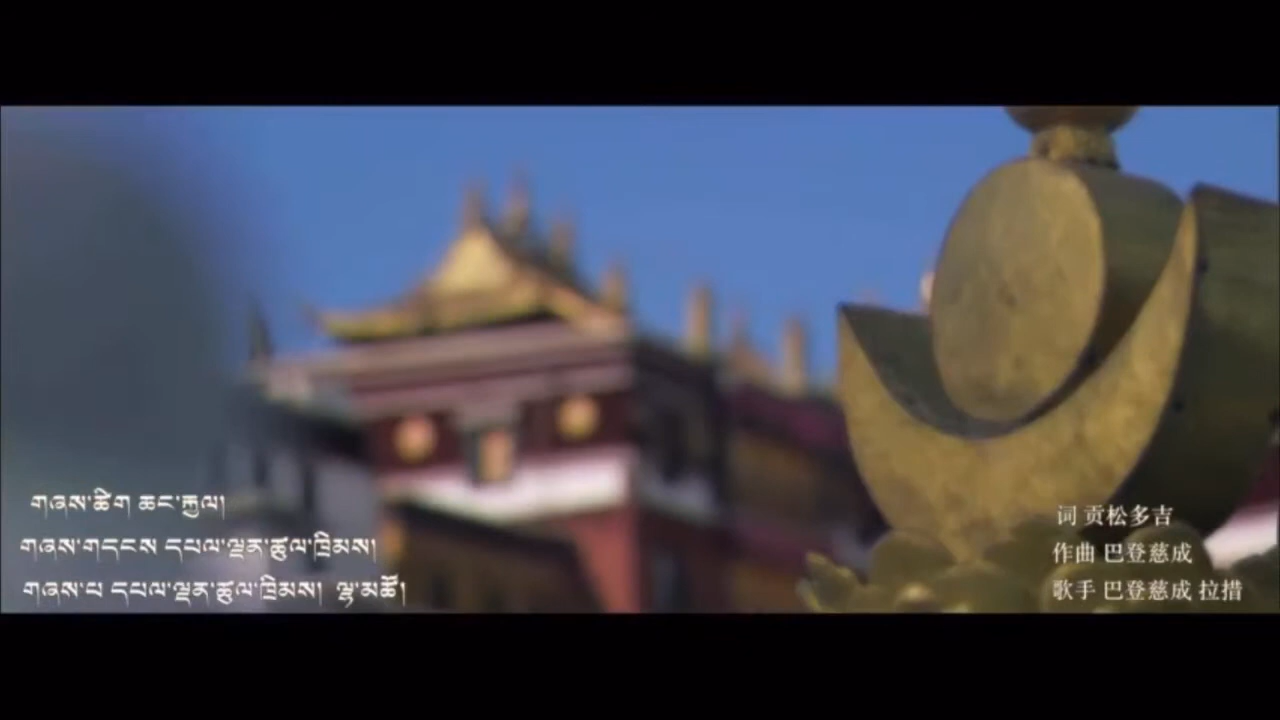 གཞས་ཚིག ཆང་རྐྱལ།
གཞས་གདངས དཔལ་ལྡན་ཚུལ་ཁྲིམས།
གཞས་པ དཔལ་ལྡན་ཚུལ་ཁྲིམས། ལྷ་མཚོ།
词 贡松多吉
作曲 巴登慈成
歌手 巴登慈成 拉措